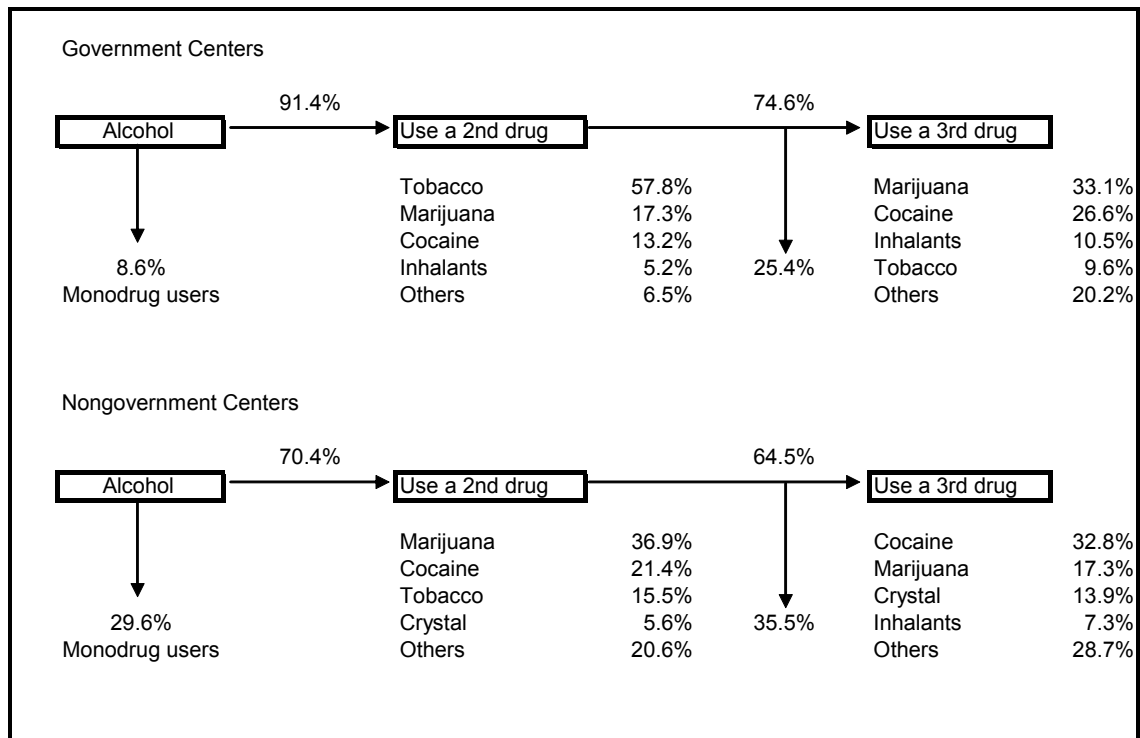 Government Centers
91.4% 74.6%
Alcohol Use a 2nd drug Use a 3rd drug
Tobacco 57.8% Marijuana 33.1%
Marijuana 17.3% Cocaine 26.6%
Cocaine 13.2% Inhalants 10.5%
8.6% Inhalants 5.2% 25.4% Tobacco 9.6%
Monodrug users Others 6.5% Others 20.2%
Nongovernment Centers
70.4% 64.5%
Alcohol Use a 2nd drug Use a 3rd drug
Marijuana 36.9% Cocaine 32.8%
Cocaine 21.4% Marijuana 17.3%
Tobacco 15.5% Crystal 13.9%
29.6% Crystal 5.6% 35.5% Inhalants 7.3%
Monodrug users Others 20.6% Others 28.7%